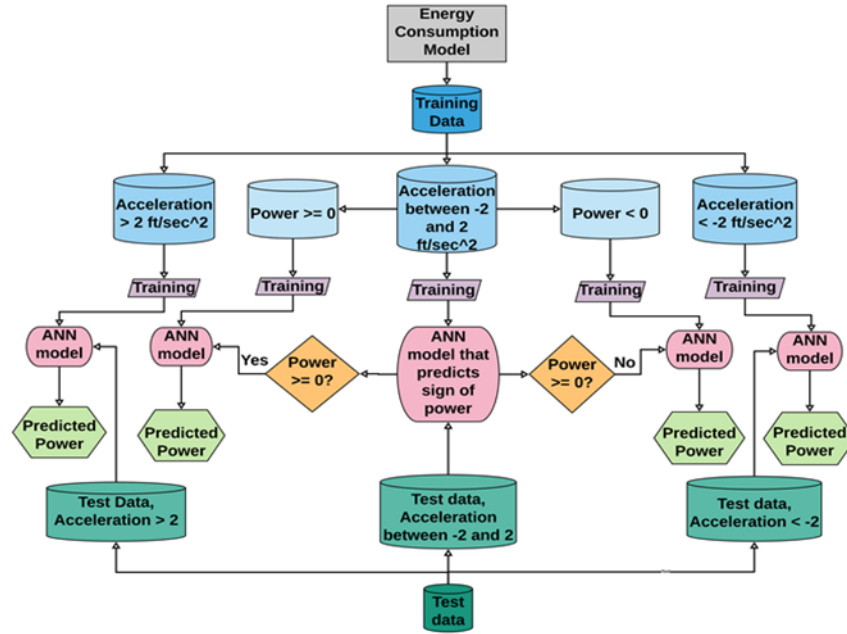 Energy
Consumption
Model
Training
Data
Acceleration
> 2 ft/sec^2
Power >= 0
Acceleration
between -2
and 2
ft/sec^2
Power < 0
Acceleration
< -2 ft/sec^2
Training
Training
Training
Training
Training
ANN
model
ANN
model
Yes
Power
>= 0?
ANN
model that
predicts
sign of
power
Power
>= 0?
No
ANN
model
ANN
model
Predicted
Power
Predicted
Power
Predicted
Power
Predicted
Power
Test Data,
Acceleration > 2
Test data,
Acceleration
between -2 and 2
Test data,
Acceleration < -2
Test
data